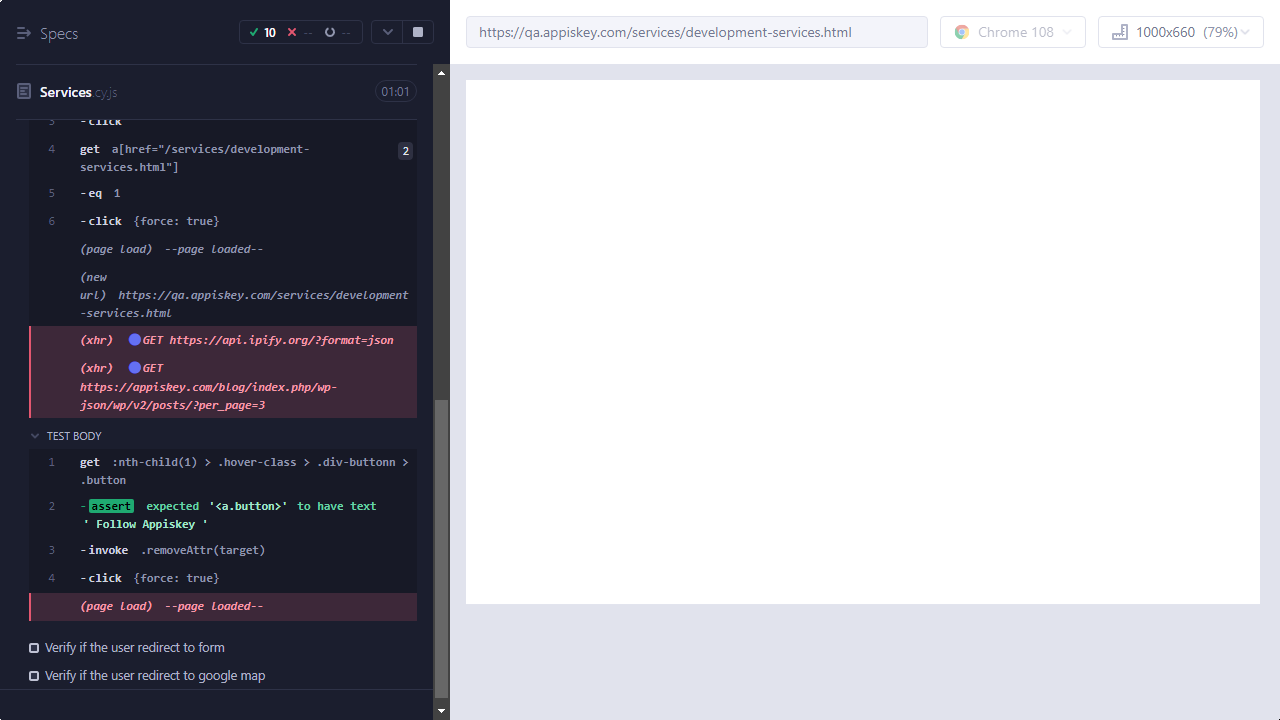 Specs
10
--
--
https://qa.appiskey.com/services/development-services.html
Chrome 108
1000x660 (79%)
Services.cy.js
01:01
3 -click
4 get a[href="/services/development-
services.html"]
2
5 -eq 1
6 -click {force: true}
(page load) --page loaded--
(new
url) https://qa.appiskey.com/services/development
-services.html
(xhr) GET https://api.ipify.org/?format=json
(xhr) GET
https://appiskey.com/blog/index.php/wp-
json/wp/v2/posts/?per_page=3
TEST BODY
1 get :nth-child(1) > .hover-class > .div-buttonn >
.button
2 -assert expected '<a.button>' to have text
' Follow Appiskey '
3 -invoke .removeAttr(target)
4 -click {force: true}
(page load) --page loaded--
Verify if the user redirect to form
Verify if the user redirect to google map